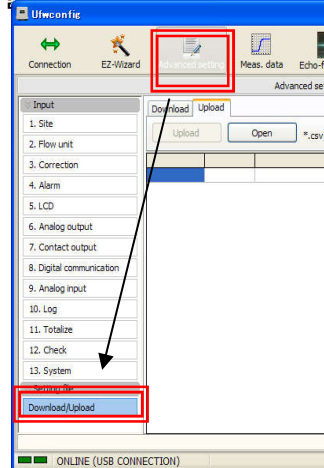 Ufwconfig
Connection EZ-Wizard Advanced setting Meas. data Echo-f
Advanced se
Input
Download Upload
1. Site
Upload Open *.csv
2. Flow unit
3. Correction
4. Alarm
5. LCD
6. Analog output
7. Contact output
8. Digital communication
9. Analog input
10. Log
11. Totalize
12. Check
13. System
Setting file
Download/Upload
ONLINE (USB CONNECTION)